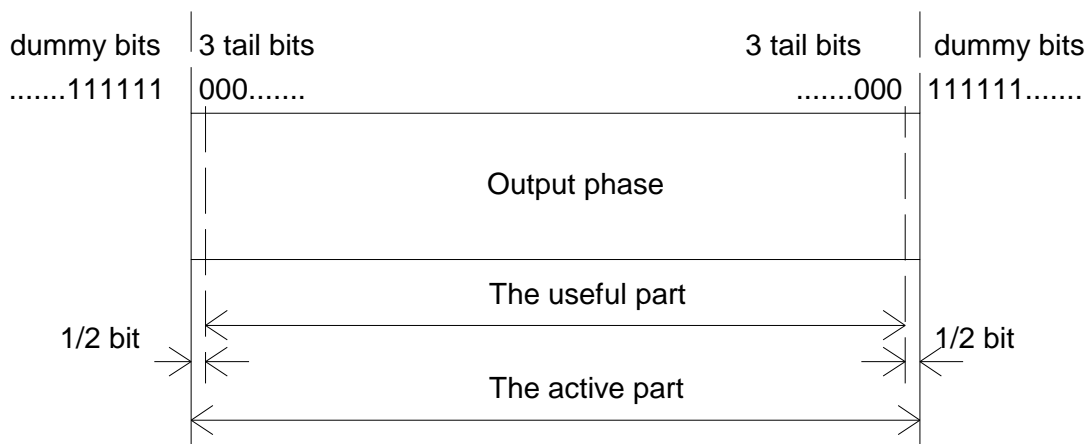 dummy bits 3 tail bits 3 tail bits dummy bits
.......111111 000....... .......000 111111.......
Output phase
The useful part
1/2 bit 1/2 bit
The active part